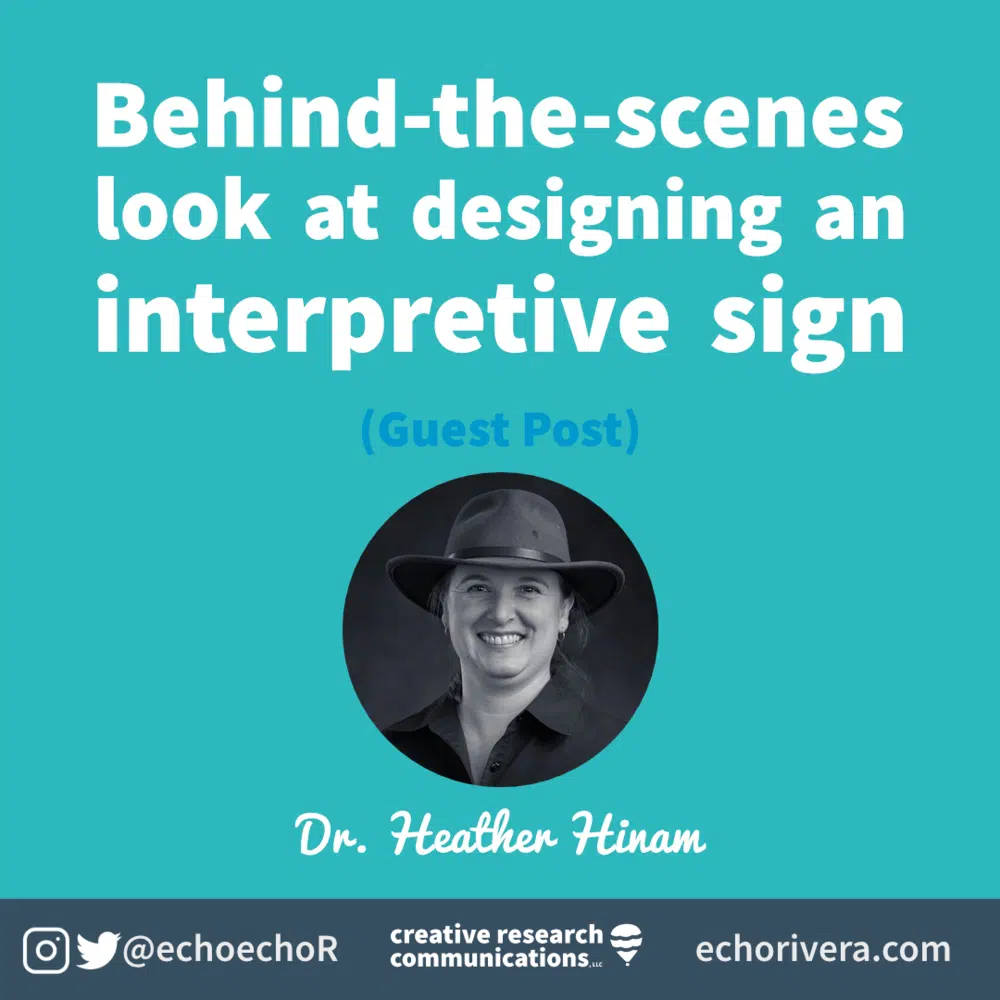 Behind-the-scenes
look at designing an
interpretive sign
(Guest Post)
Dr. Heather Hinam
@echoechoR
creative research
communications, LLC
echorivera.com